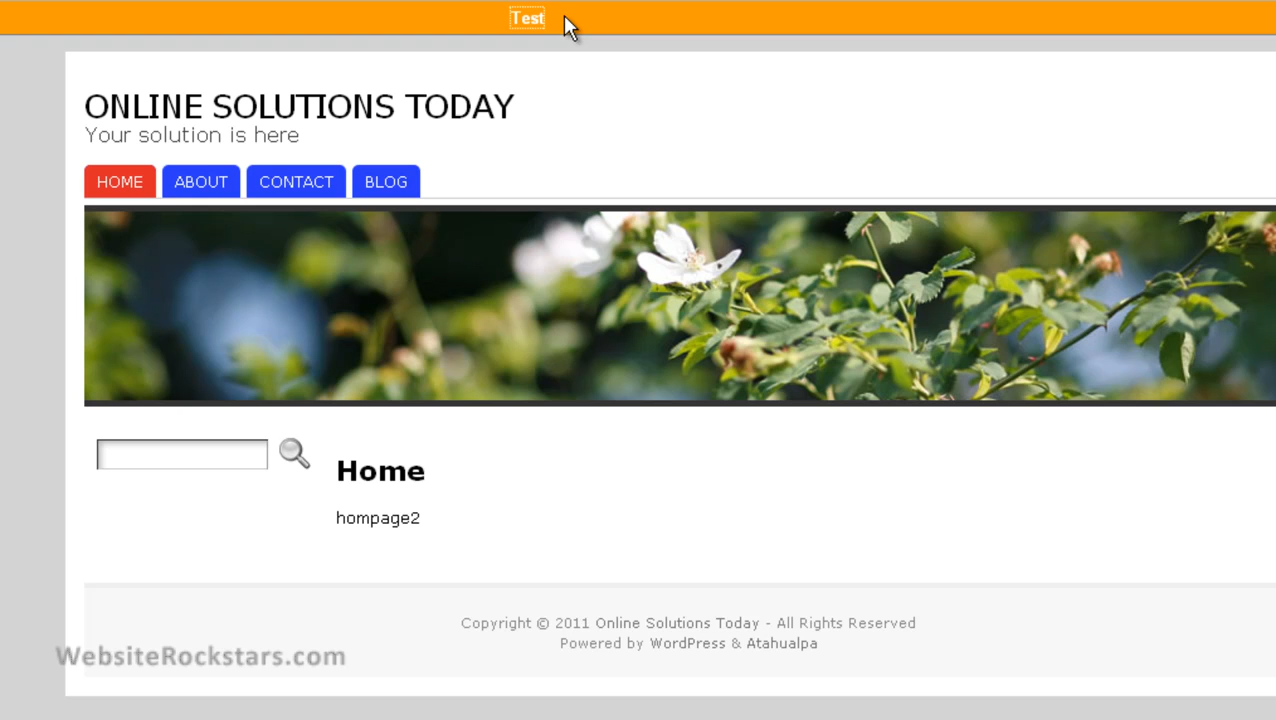 Test
ONLINE SOLUTIONS TODAY
Your solution is here
HOME ABOUT CONTACT BLOG
Home
hompage2
Copyright © 2011 Online Solutions Today - All Rights Reserved
Powered by WordPress & Atahualpa
WebsiteRockstars.com